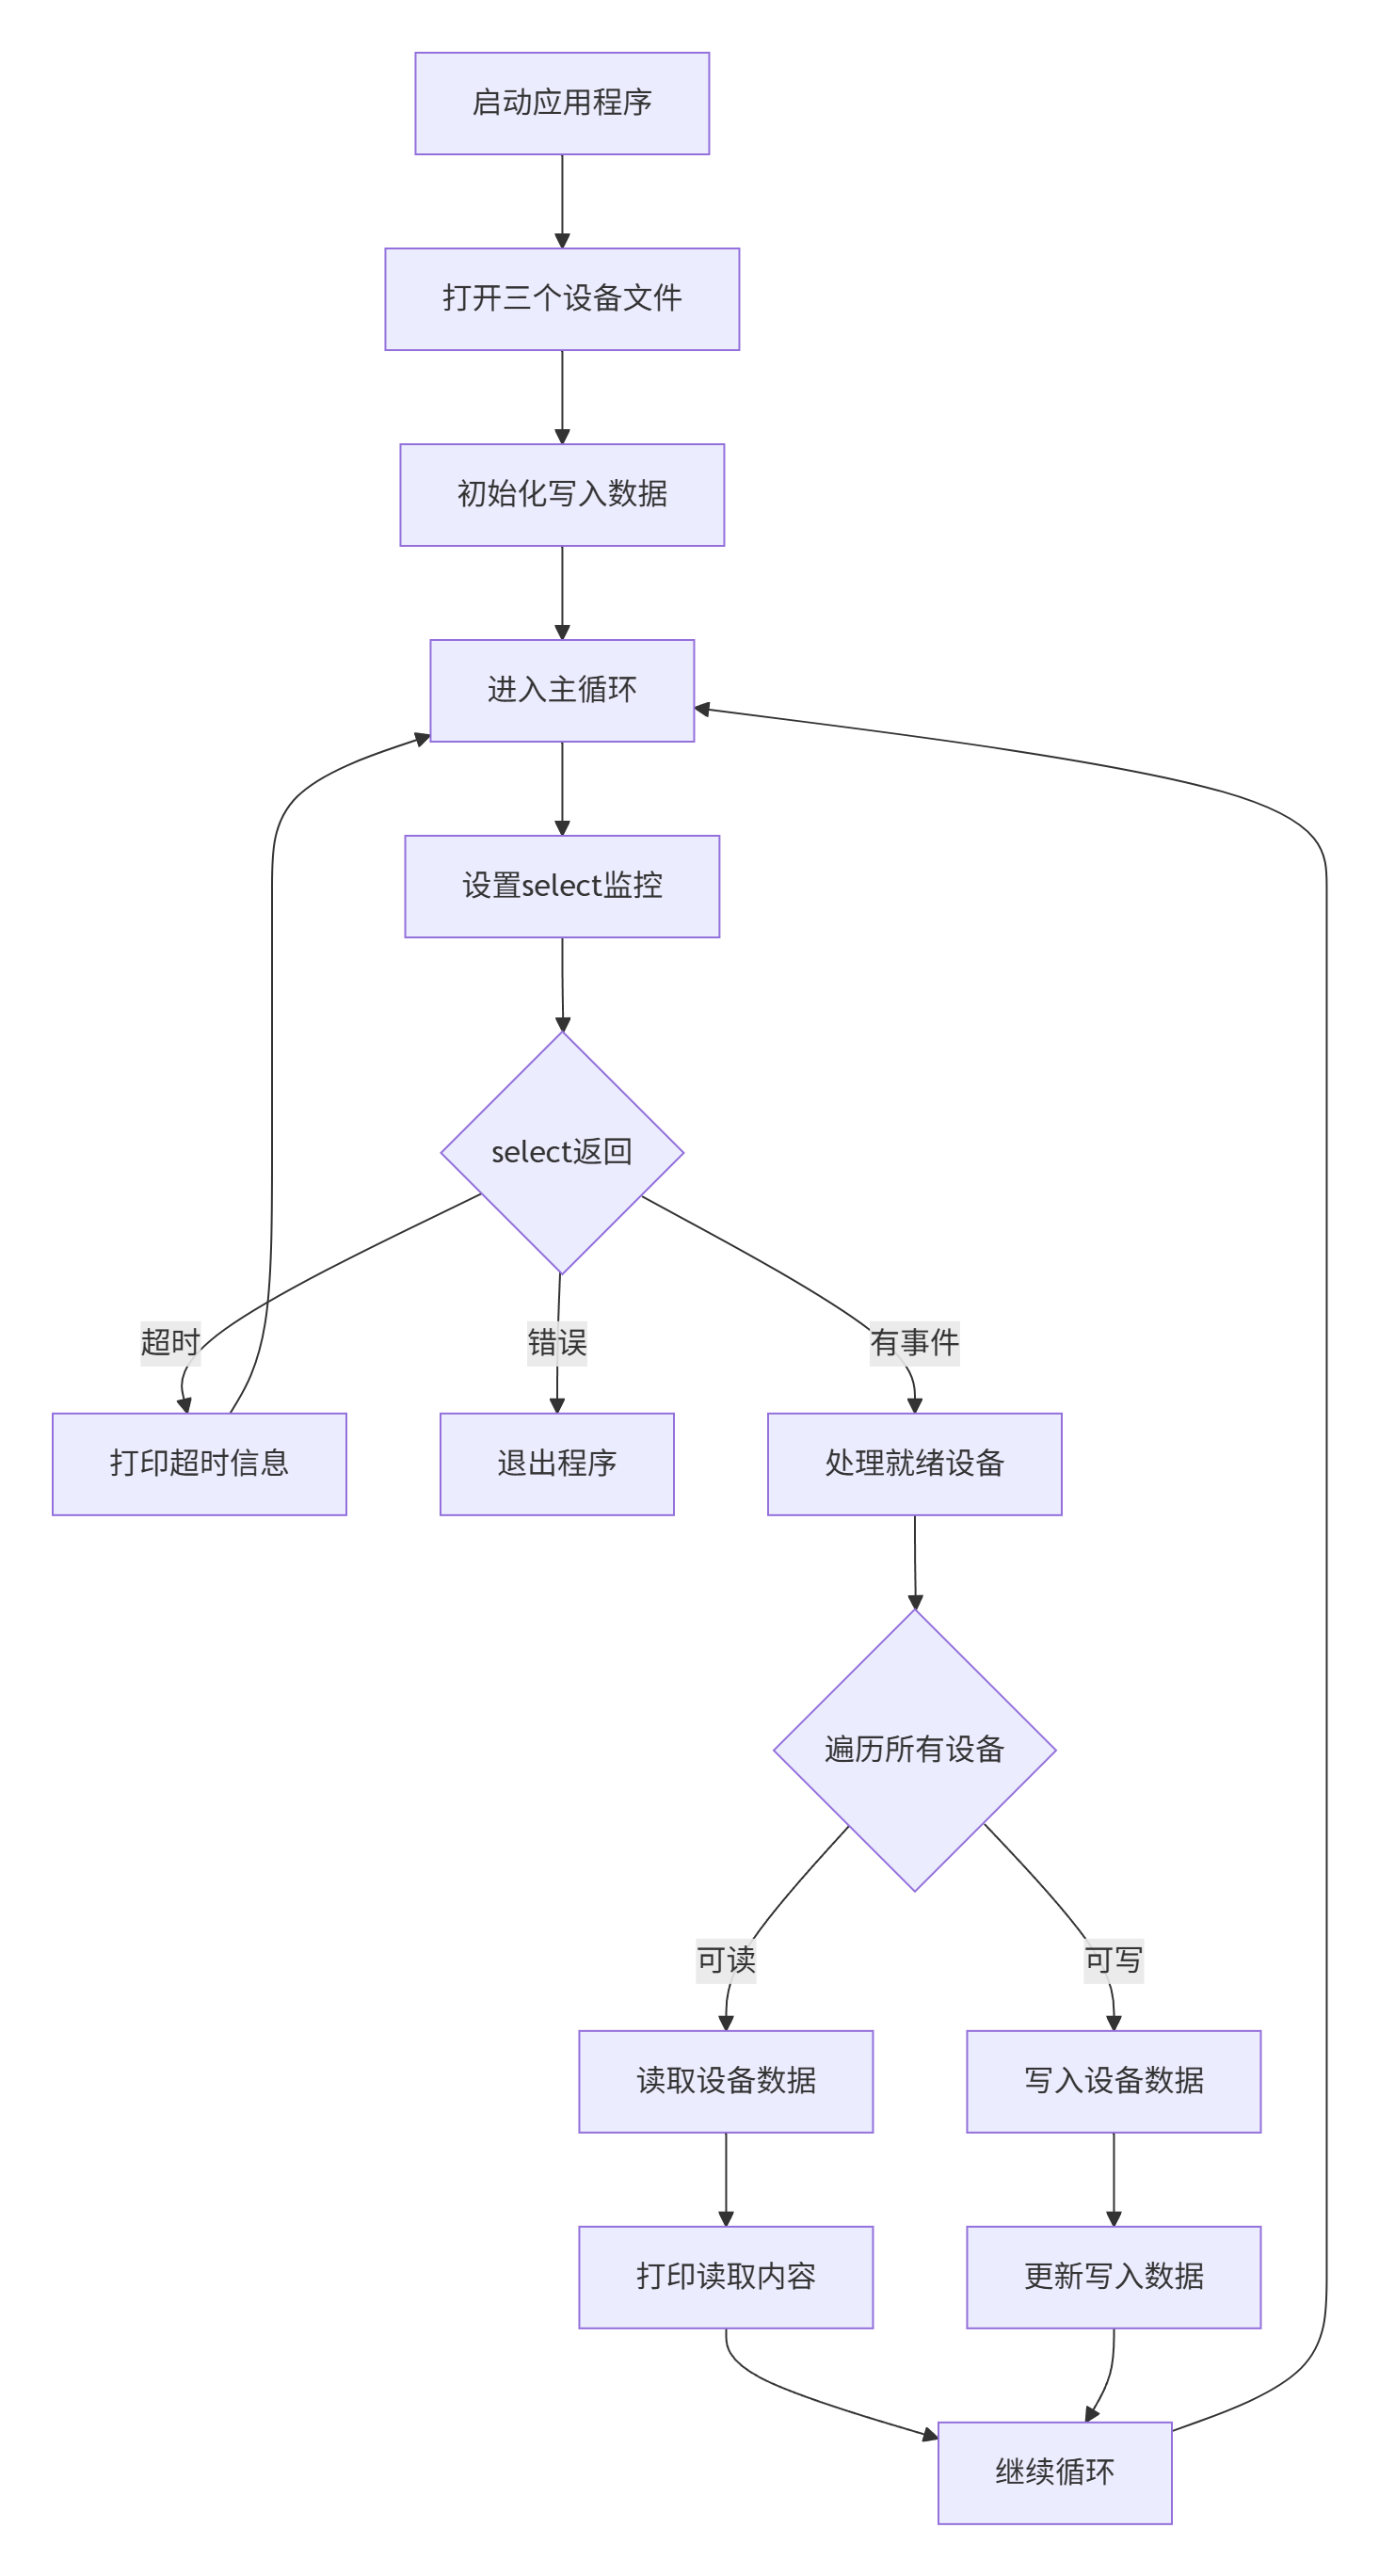 启动应用程序
打开三个设备文件
初始化写入数据
进入主循环
设置select监控
select返回
超时
错误
有事件
打印超时信息
退出程序
处理就绪设备
遍历所有设备
可读
可写
读取设备数据
写入设备数据
打印读取内容
更新写入数据
继续循环